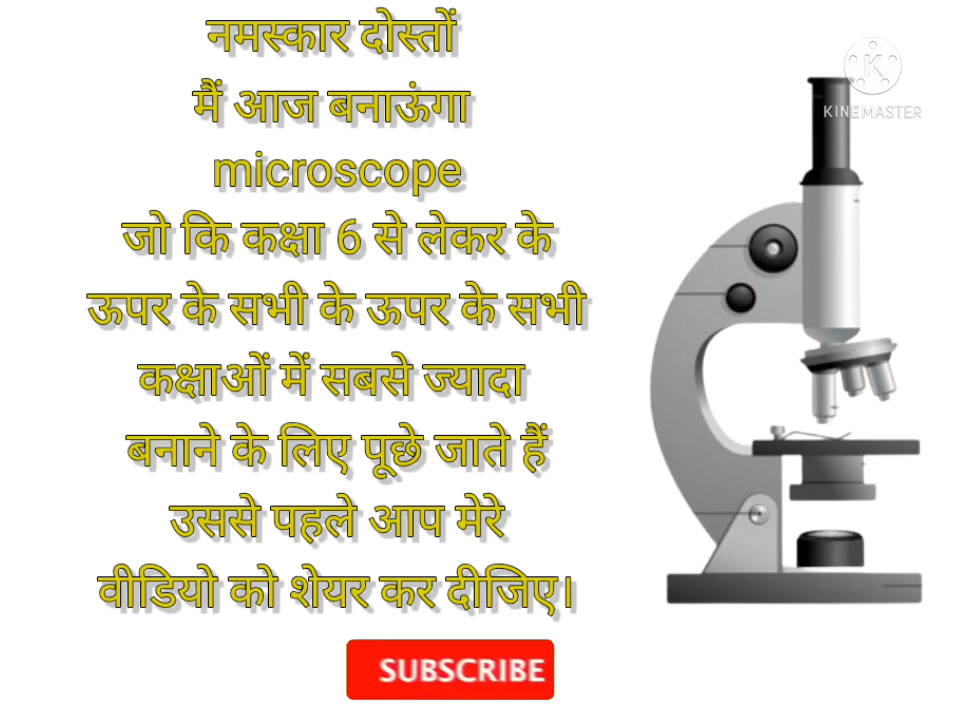 नमस्कार दोस्तों
मैं आज बनाऊंगा
microscope
जो कि कक्षा 6 से लेकर के
ऊपर के सभी के ऊपर के सभी
कक्षाओं में सबसे ज्यादा
बनाने के लिए पूछे जाते हैं
उससे पहले आप मेरे
वीडियो को शेयर कर दीजिए।
SUBSCRIBE
K
KINEMASTER